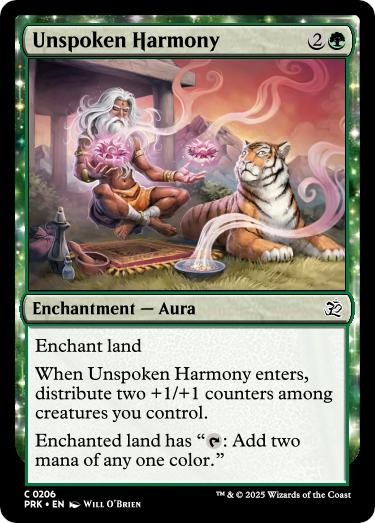 Unspoken Harmony 2
Enchantment — Aura
Enchant land
When Unspoken Harmony enters,
distribute two +1/+1 counters among
creatures you control.
Enchanted land has “: Add two
mana of any one color.”
C 0206
PRK • EN Will O'Brien
™ & © 2025 Wizards of the Coast